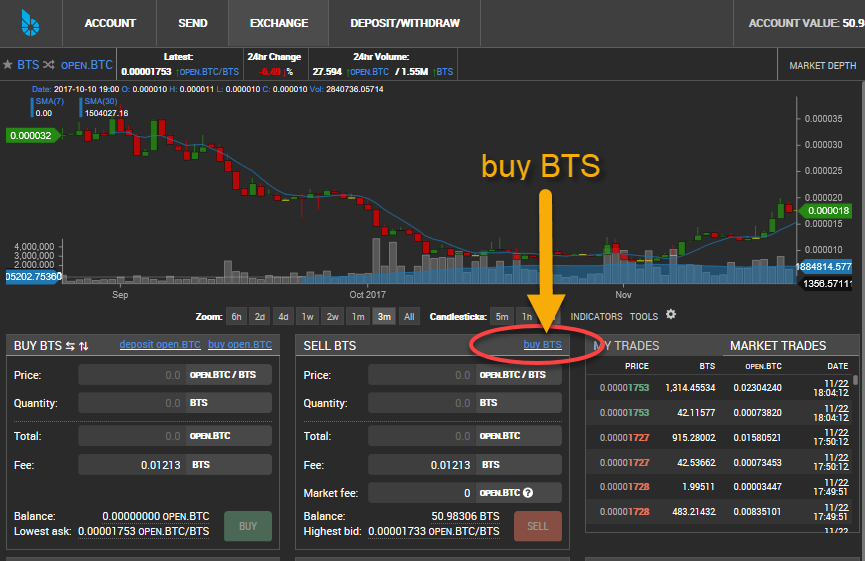 ACCOUNT SEND EXCHANGE DEPOSIT/WITHDRAW ACCOUNT VALUE: 50.9
Latest: 24hr Change 24hr Volume:
BTS OPEN.BTC 0.00001753 ↑OPEN.BTC/BTS -6.49 ↓% 27.594 ↑OPEN.BTC / 1.55M ↑BTS MARKET DEPTH
Date: 2017-10-10 19:00 O: 0.000010 H: 0.000011 L: 0.000010 C: 0.000010 Vol: 2840736.05714
SMA(7) SMA(30)
0.00 1504027.16
0.000035
0.000032
0.000030
buy BTS
0.000025
0.000020
0.000018
0.000015
0.000010
4,000,000
3,000,000
2,000,000
1884814.577
05202.75360
1356.57111
Sep Oct 2017 Nov
Zoom: 6h 2d 4d 1w 2w 1m 3m All Candlesticks: 5m 1h INDICATORS TOOLS
BUY BTS deposit open.BTC buy open.BTC SELL BTS buy BTS MY TRADES MARKET TRADES
PRICE BTS OPEN.BTC DATE
Price: 0.0 OPEN.BTC / BTS Price: 0.0 OPEN.BTC / BTS
0.00001753 1,314.45534 0.02304240 11/22 18:04:12
Quantity: 0.0 BTS Quantity: 0.0 BTS
0.00001753 42.11577 0.00073820 11/22 18:04:12
Total: 0.0 OPEN.BTC Total: 0.0 OPEN.BTC
0.00001727 915.28002 0.01580521 11/22 17:50:12
Fee: 0.01213 BTS Fee: 0.01213 BTS
0.00001727 42.53662 0.00073453 11/22 17:50:12
Market fee: 0 OPEN.BTC ?
0.00001728 1.99511 0.00003447 11/22 17:49:51
Balance: 0.00000000 OPEN.BTC BUY Balance: 50.98306 BTS SELL
0.00001728 483.21432 0.00835101 11/22 17:49:51
Lowest ask: 0.00001753 OPEN.BTC/BTS Highest bid: 0.00001733 OPEN.BTC/BTS
11/22